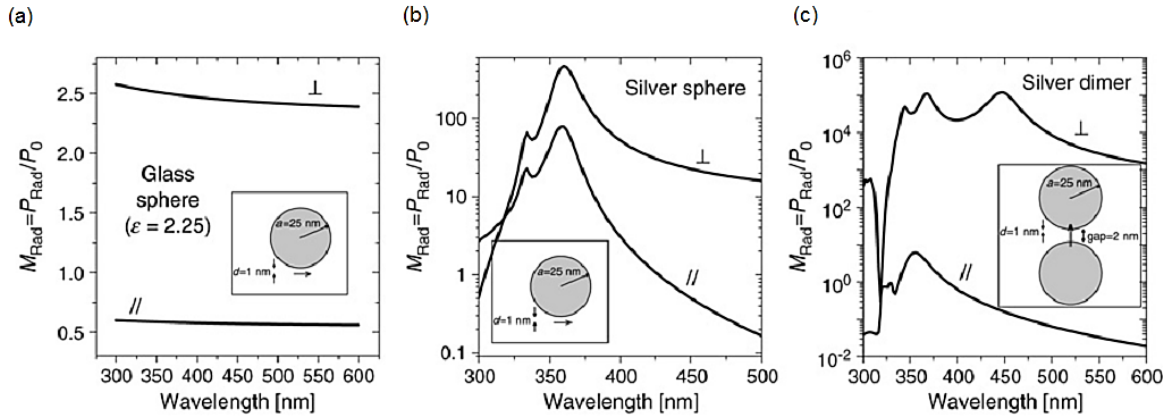 (a)
(b)
(c)
M_Rad=P_Rad/P_0
2.5
2.0
1.5
1.0
0.5
⊥
Glass
sphere
(ε = 2.25)
a=25 nm
d=1 nm
//
300 350 400 450 500 550 600
Wavelength [nm]
M_Rad=P_Rad/P_0
100
10
1
0.1
Silver sphere
⊥
//
a=25 nm
d=1 nm
300 350 400 450 500
Wavelength [nm]
M_Rad=P_Rad/P_0
10^6
10^4
10^2
10^0
10^-2
Silver dimer
⊥
a=25 nm
d=1 nm
gap=2 nm
//
300 350 400 450 500 550 600
Wavelength [nm]